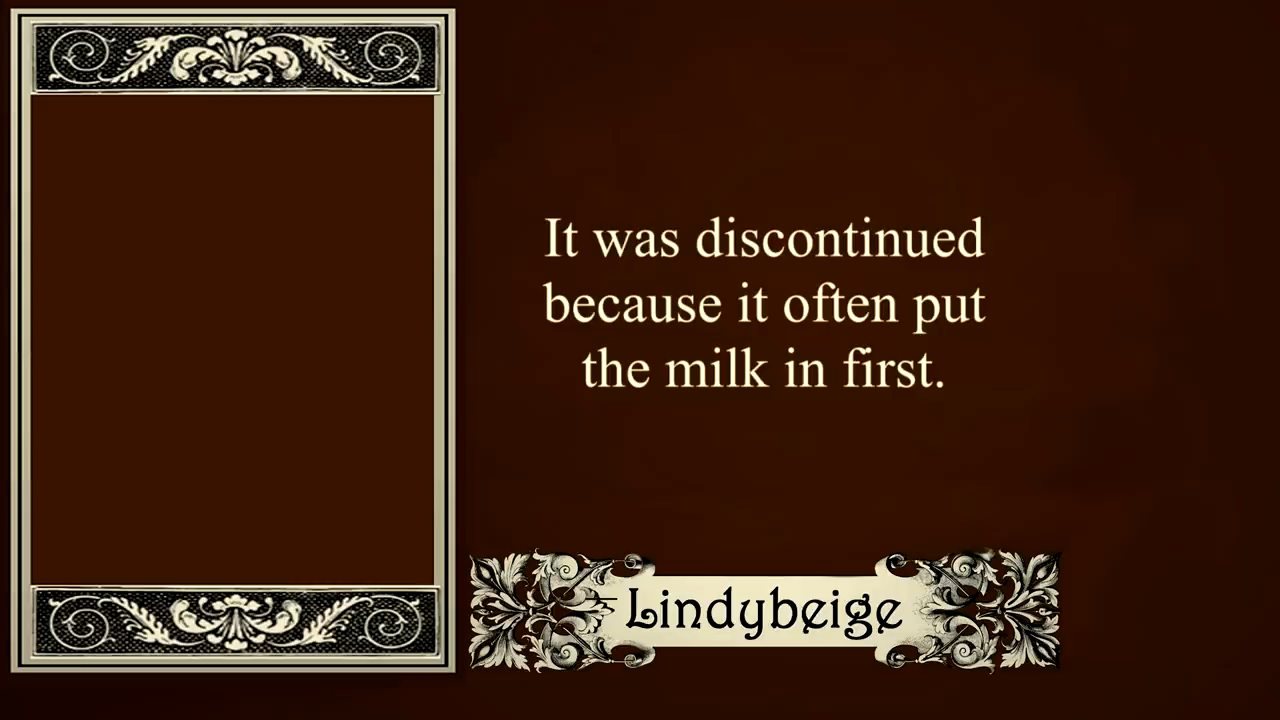 It was discontinued
because it often put
the milk in first.
Lindybeige